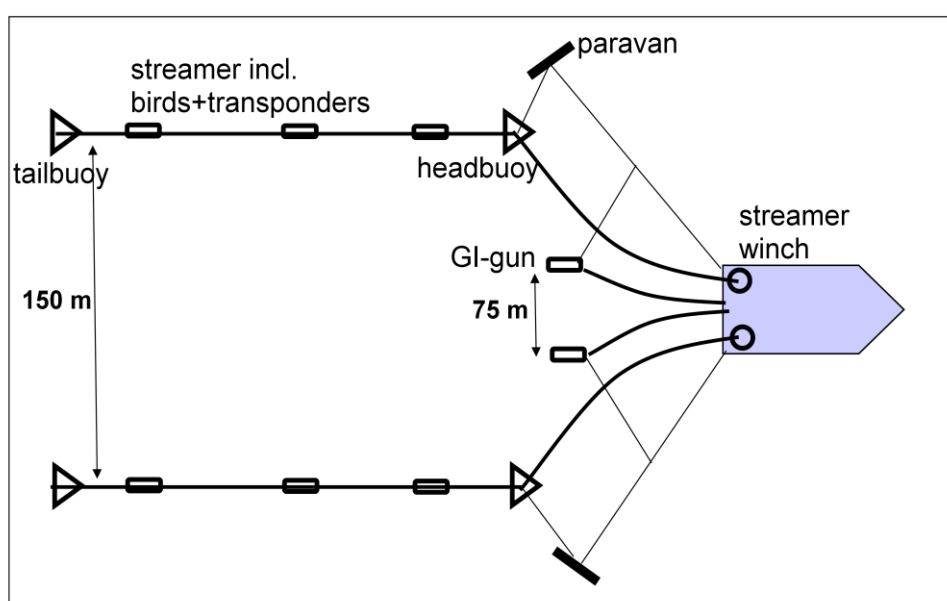 paravan
streamer incl.
birds+transponders
tailbuoy
headbuoy
streamer
winch
GI-gun
150 m
75 m